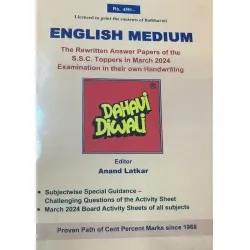 Rs. 450/-
Licensed to print the contents of Balbharati
ENGLISH MEDIUM
The Rewritten Answer Papers of the
S.S.C. Toppers in March 2024
Examination in their own Handwriting
DAHAVI
DIWALI
Editor
Anand Latkar
• Subjectwise Special Guidance –
Challenging Questions of the Activity Sheet
• March 2024 Board Activity Sheets of all subjects
Proven Path of Cent Percent Marks since 1988